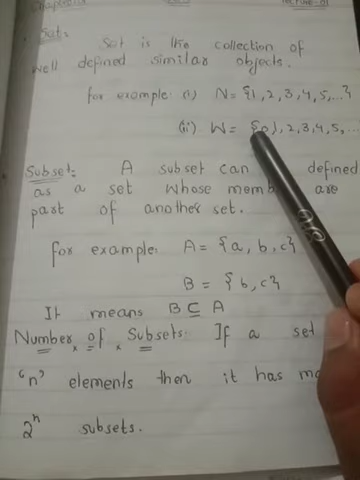 Set:
Set is the collection of
well defined similar objects.
for example: (i) N = {1, 2, 3, 4, 5, ...}
(ii) W = {0, 1, 2, 3, 4, 5, ...
Subset: A subset can defined
as a set whose are
part of another set.
for example: A = {a, b, c}
B = {b, c}
It means B ⊆ A
Number of Subsets: If a set
'n' elements then it has
2ⁿ subsets.